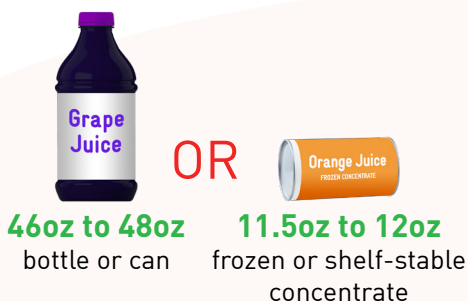 Grape
Juice
OR
Orange Juice
FROZEN CONCENTRATE
46oz to 48oz
bottle or can
11.5oz to 12oz
frozen or shelf-stable
concentrate